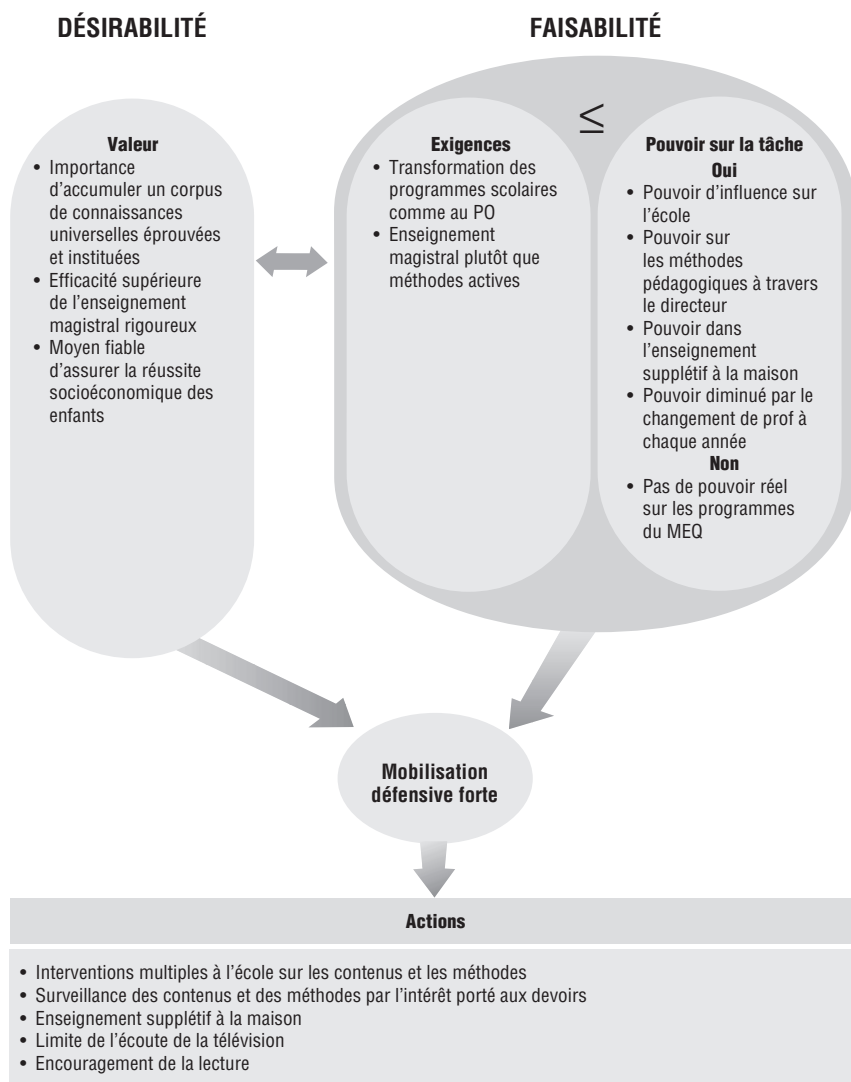 DÉSIRABILITÉ
FAISABILITÉ
Valeur
• Importance
d'accumuler un corpus
de connaissances
universelles éprouvées
et instituées
• Efficacité supérieure
de l'enseignement
magistral rigoureux
• Moyen fiable
d'assurer la réussite
socioéconomique des
enfants
≤
Exigences
• Transformation des
programmes scolaires
comme au PO
• Enseignement
magistral plutôt que
méthodes actives
Pouvoir sur la tâche
Oui
• Pouvoir d'influence sur
l'école
• Pouvoir sur
les méthodes
pédagogiques à travers
le directeur
• Pouvoir dans
l'enseignement
supplétif à la maison
• Pouvoir diminué par le
changement de prof à
chaque année
Non
• Pas de pouvoir réel
sur les programmes
du MEQ
Mobilisation
défensive forte
Actions
• Interventions multiples à l'école sur les contenus et les méthodes
• Surveillance des contenus et des méthodes par l'intérêt porté aux devoirs
• Enseignement supplétif à la maison
• Limite de l'écoute de la télévision
• Encouragement de la lecture